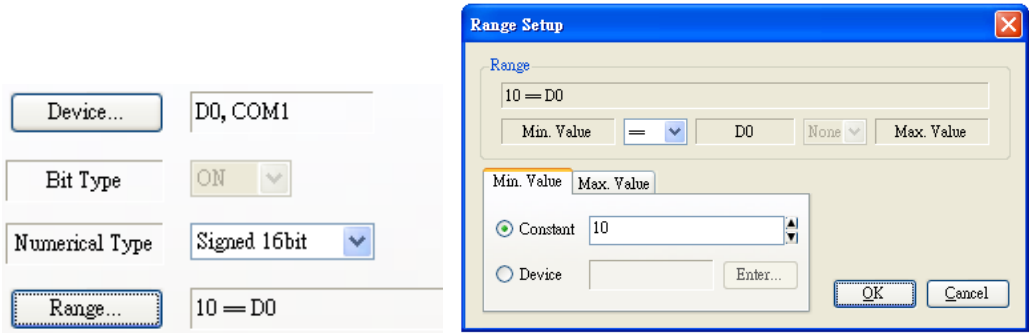 Device...
D0, COM1
Bit Type
ON
Numerical Type
Signed 16bit
Range...
10 == D0
Range Setup
Range
10 == D0
Min. Value
==
D0
None
Max. Value
Min. Value
Max. Value
Constant
10
Device
Enter...
OK
Cancel